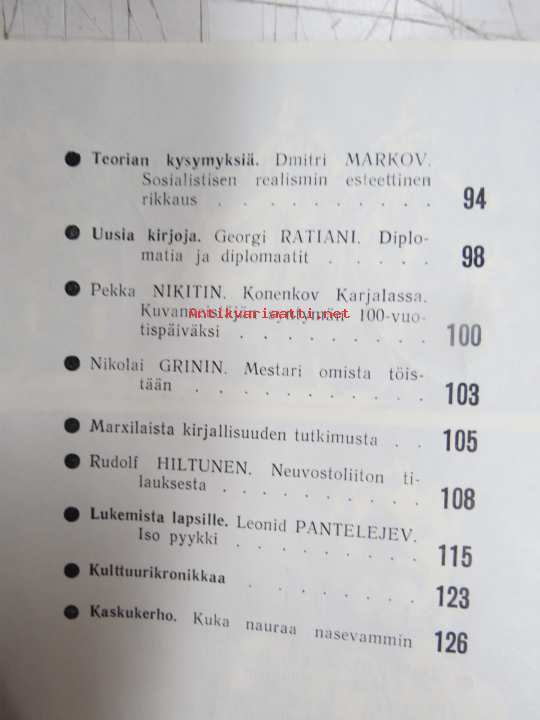 ● Teorian kysymyksiä. Dmitri MARKOV.
Sosialistisen realismin esteettinen
rikkaus . . . . . . . . . 94
● Uusia kirjoja. Georgi RATIANI. Diplo-
matia ja diplomaatit . . . . . 98
● Pekka NIKITIN. Konenkov Karjalassa.
Antikvariaatti.net
100-vuo-
tispäiväksi . . . . . . . . 100
● Nikolai GRININ. Mestari omista töis-
tään . . . . . . . . . . 103
● Marxilaista kirjallisuuden tutkimusta . . 105
● Rudolf HILTUNEN. Neuvostoliiton ti-
lauksesta . . . . . . . . . 108
● Lukemista lapsille. Leonid PANTELEJEV.
Iso pyykki . . . . . . . . 115
● Kulttuurikronikkaa . . . . . . . 123
● Kaskukerho. Kuka nauraa nasevammin 126